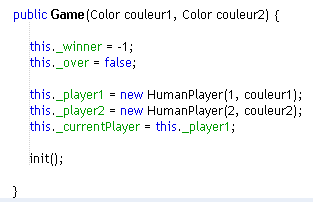 public Game(Color couleur1, Color couleur2) {
this._winner = -1;
this._over = false;
this._player1 = new HumanPlayer(1, couleur1);
this._player2 = new HumanPlayer(2, couleur2);
this._currentPlayer = this._player1;
init();
}